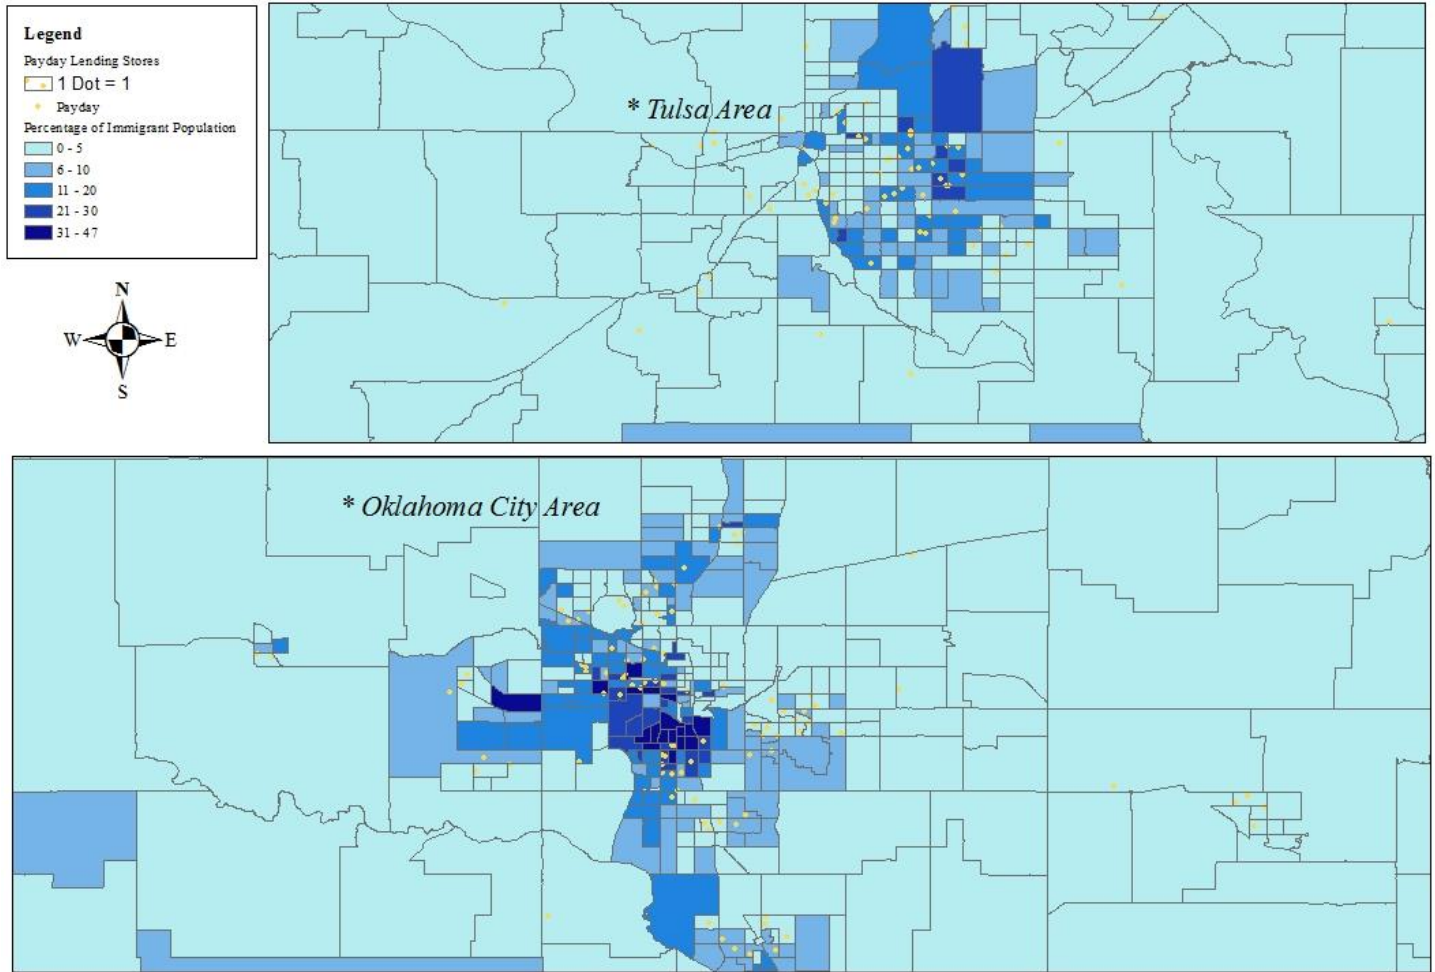 Legend
Payday Lending Stores
1 Dot = 1
Payday
Percentage of Immigrant Population
0 - 5
6 - 10
11 - 20
21 - 30
31 - 47
N
W E
S
* Tulsa Area
* Oklahoma City Area